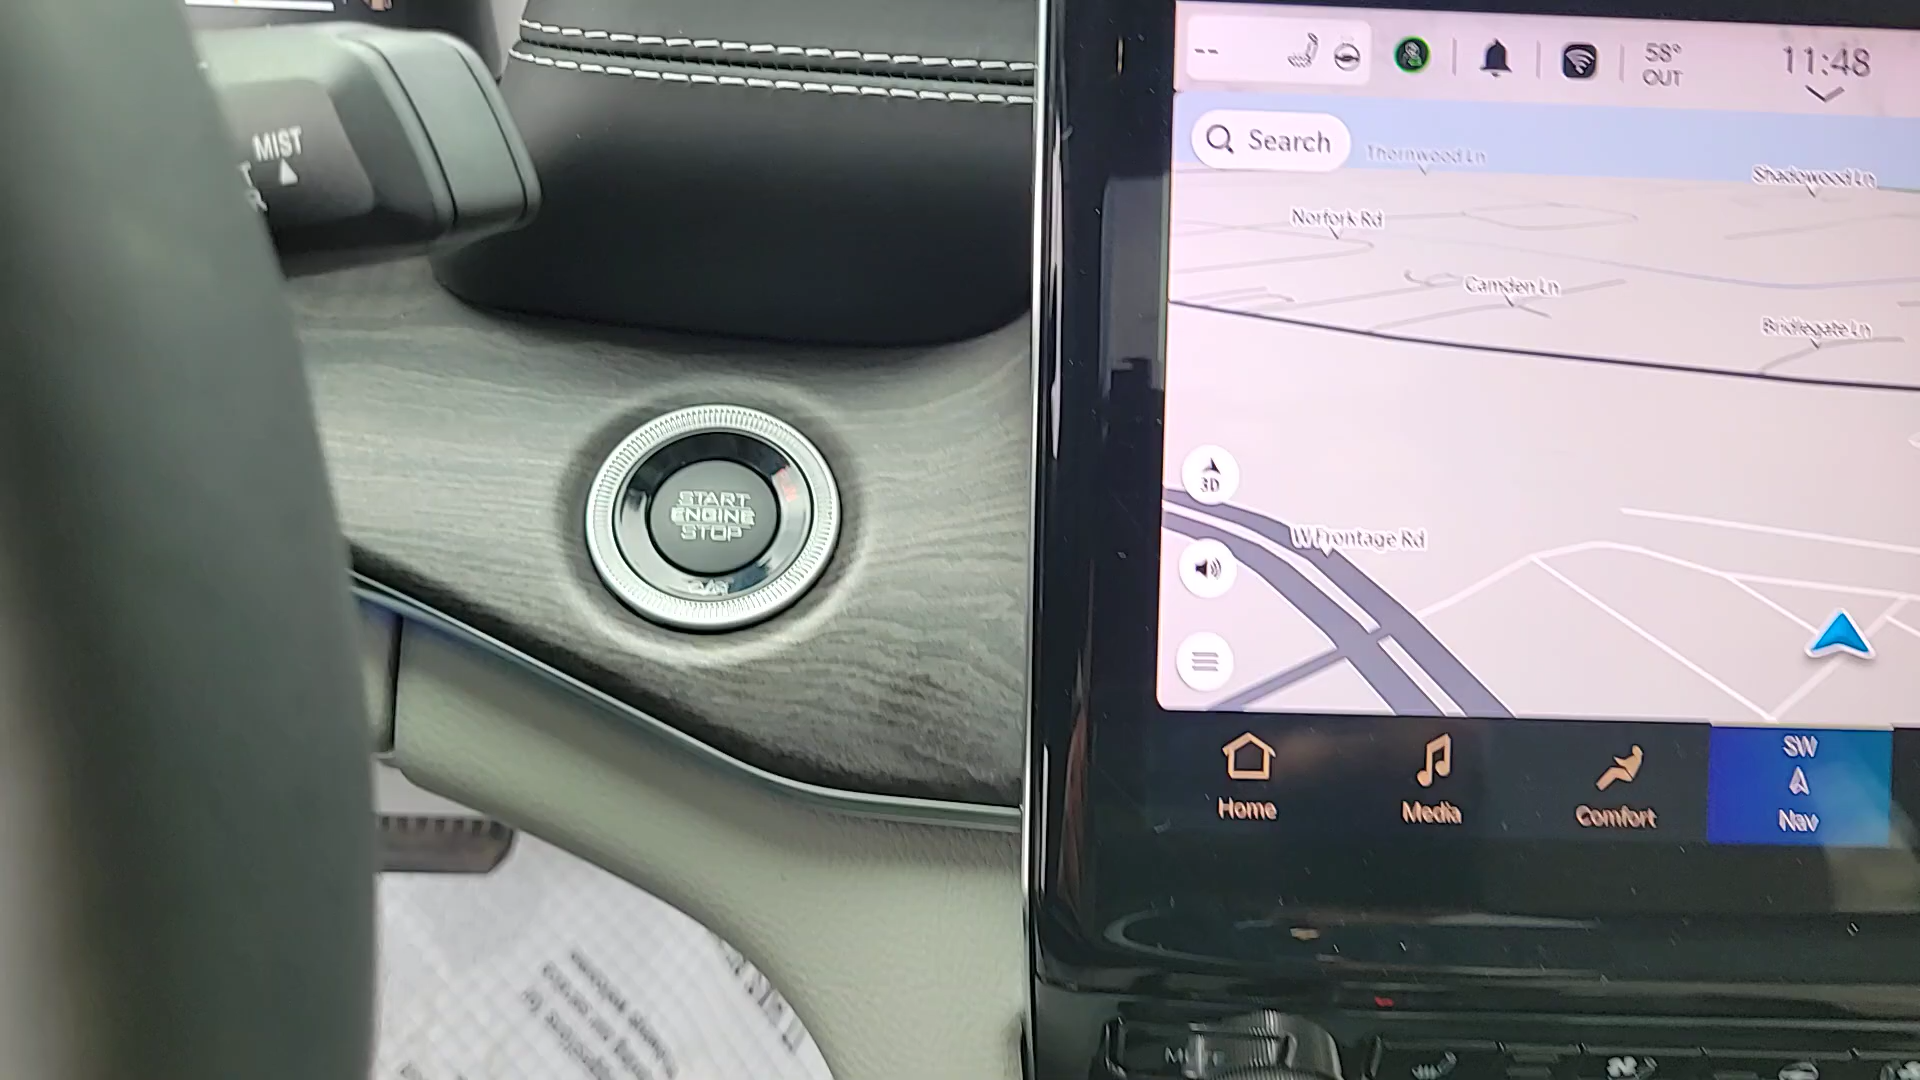 MIST
START
ENGINE
STOP
--
58°
OUT
11:48
Search
Thornwood Ln
Shadowood Ln
Norfork Rd
Camden Ln
Bridlegate Ln
3D
W Frontage Rd
Home
Media
Comfort
SW
Nav